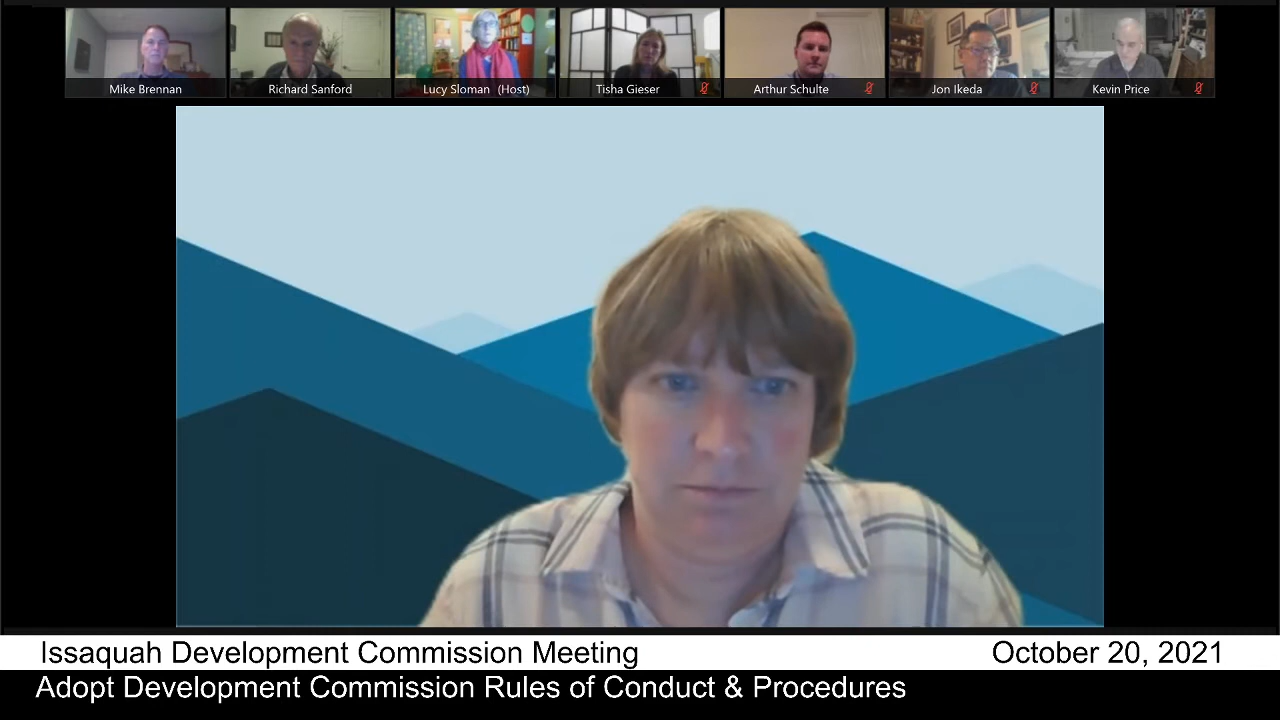 Mike Brennan
Richard Sanford
Lucy Sloman (Host)
Tisha Gieser
Arthur Schulte
Jon Ikeda
Kevin Price
Issaquah Development Commission Meeting
October 20, 2021
Adopt Development Commission Rules of Conduct & Procedures